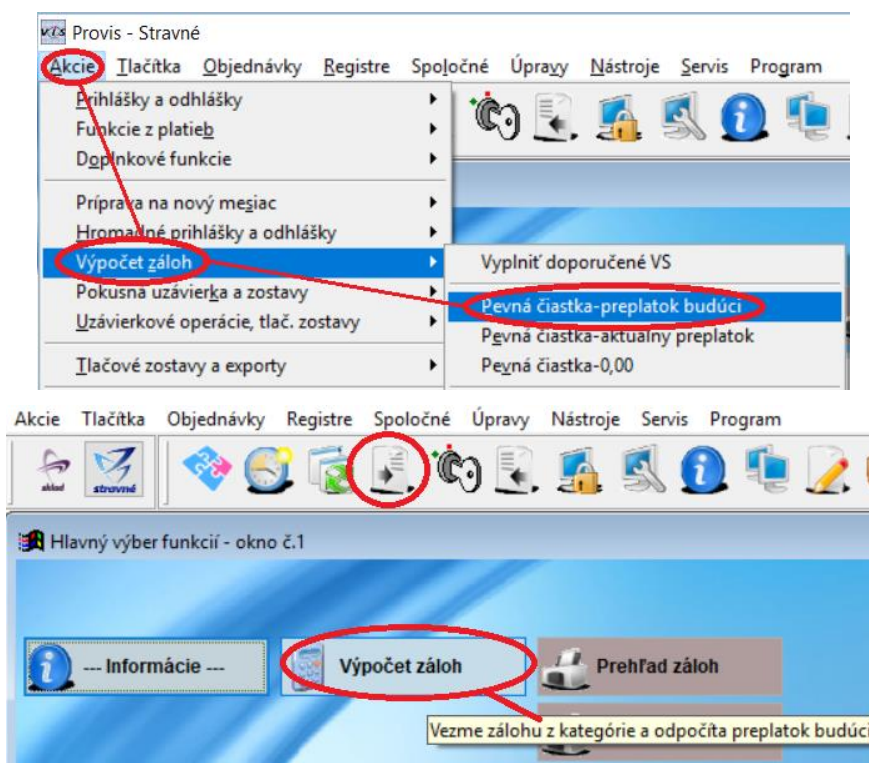 vis Provis - Stravné
Akcie Tlačítka Objednávky Registre Spoločné Úpravy Nástroje Servis Program
Prihlášky a odhlášky
Funkcie z platieb
Doplnkové funkcie
Príprava na nový mesiac
Hromadné prihlášky a odhlášky
Výpočet záloh
Vyplniť doporučené VS
Pokusná uzávierka a zostavy
Pevná čiastka-preplatok budúci
Uzávierkové operácie, tlač. zostavy
Pevná čiastka-aktuálny preplatok
Tlačové zostavy a exporty
Pevná čiastka-0,00
Akcie Tlačítka Objednávky Registre Spoločné Úpravy Nástroje Servis Program
sklad stravné
Hlavný výber funkcií - okno č.1
--- Informácie --- Výpočet záloh Prehľad záloh
Vezme zálohu z kategórie a odpočíta preplatok budúci